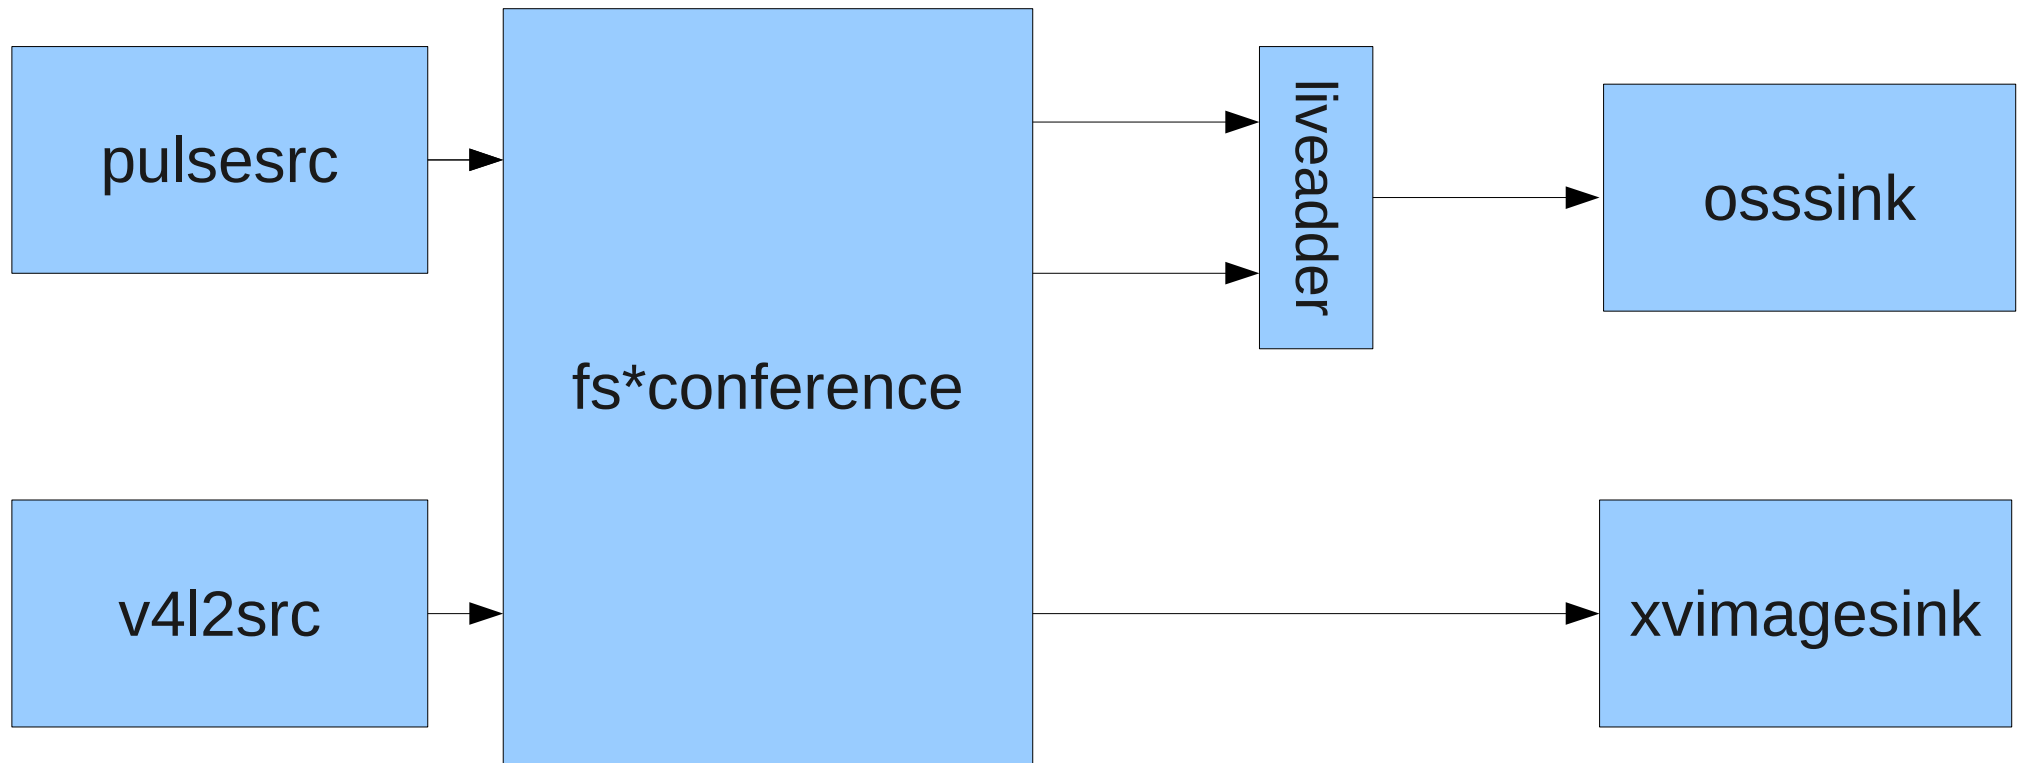 pulsesrc
fs*conference
liveadder
osssink
v4l2src
xvimagesink